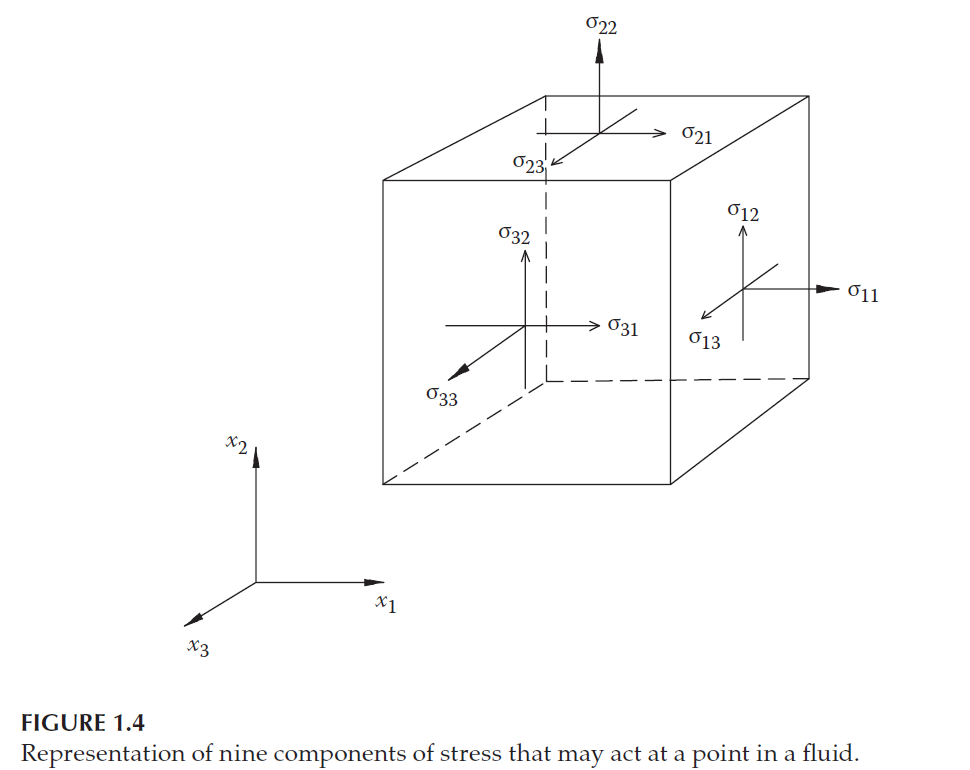 σ22
σ21
σ23
σ12
σ32
σ11
σ31
σ13
σ33
x2
x1
x3
FIGURE 1.4
Representation of nine components of stress that may act at a point in a fluid.